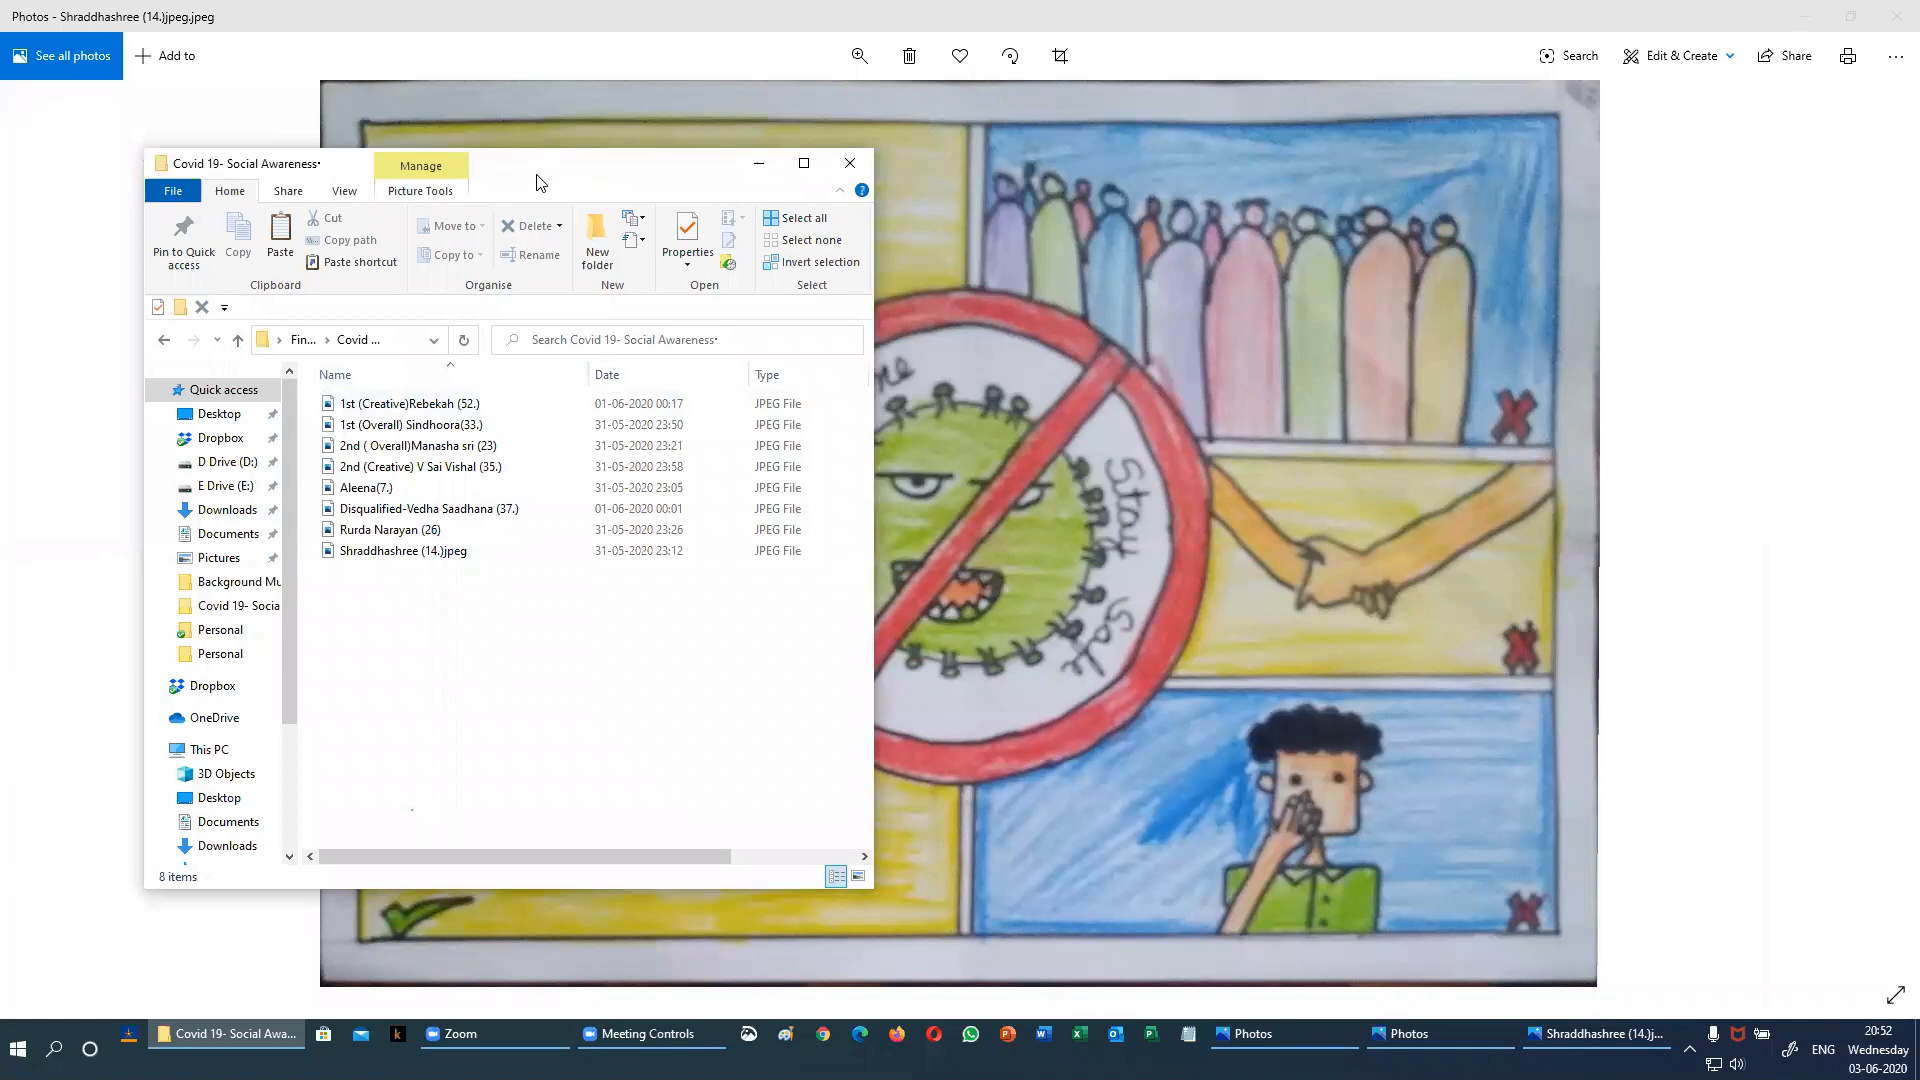 Photos - Shraddhashree (14.)jpeg.jpeg
See all photos
Add to
Search
Edit & Create
Share
Covid 19- Social Awareness•
Manage
File
Home
Share
View
Picture Tools
Pin to Quick access
Copy
Paste
Cut
Copy path
Paste shortcut
Clipboard
Move to
Copy to
Delete
Rename
Organise
New folder
New
Properties
Open
Select all
Select none
Invert selection
Select
Fin...
Covid ...
Search Covid 19- Social Awareness•
Name
Date
Type
1st (Creative)Rebekah (52.)
01-06-2020 00:17
JPEG File
1st (Overall) Sindhoora(33.)
31-05-2020 23:50
JPEG File
2nd ( Overall)Manasha sri (23)
31-05-2020 23:21
JPEG File
2nd (Creative) V Sai Vishal (35.)
31-05-2020 23:58
JPEG File
Aleena(7.)
31-05-2020 23:05
JPEG File
Disqualified-Vedha Saadhana (37.)
01-06-2020 00:01
JPEG File
Rurda Narayan (26)
31-05-2020 23:26
JPEG File
Shraddhashree (14.)jpeg
31-05-2020 23:12
JPEG File
Quick access
Desktop
Dropbox
D Drive (D:)
E Drive (E:)
Downloads
Documents
Pictures
Background Mu
Covid 19- Socia
Personal
Personal
Dropbox
OneDrive
This PC
3D Objects
Desktop
Documents
Downloads
8 items
Stay
Safe
Covid 19- Social Awa...
Zoom
Meeting Controls
Photos
Photos
Shraddhashree (14.)j...
ENG
20:52
Wednesday
03-06-2020